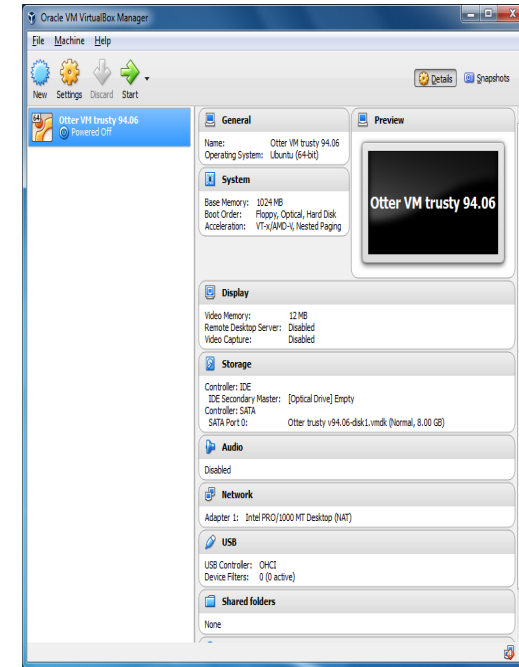 Oracle VM VirtualBox Manager
File Machine Help
New Settings Discard Start
Details Snapshots
64
Otter VM trusty 94.06
Powered Off
General
Name: Otter VM trusty 94.06
Operating System: Ubuntu (64-bit)
System
Base Memory: 1024 MB
Boot Order: Floppy, Optical, Hard Disk
Acceleration: VT-x/AMD-V, Nested Paging
Preview
Otter VM trusty 94.06
Display
Video Memory: 12 MB
Remote Desktop Server: Disabled
Video Capture: Disabled
Storage
Controller: IDE
IDE Secondary Master: [Optical Drive] Empty
Controller: SATA
SATA Port 0: Otter trusty v94.06-disk1.vmdk (Normal, 8.00 GB)
Audio
Disabled
Network
Adapter 1: Intel PRO/1000 MT Desktop (NAT)
USB
USB Controller: OHCI
Device Filters: 0 (0 active)
Shared folders
None